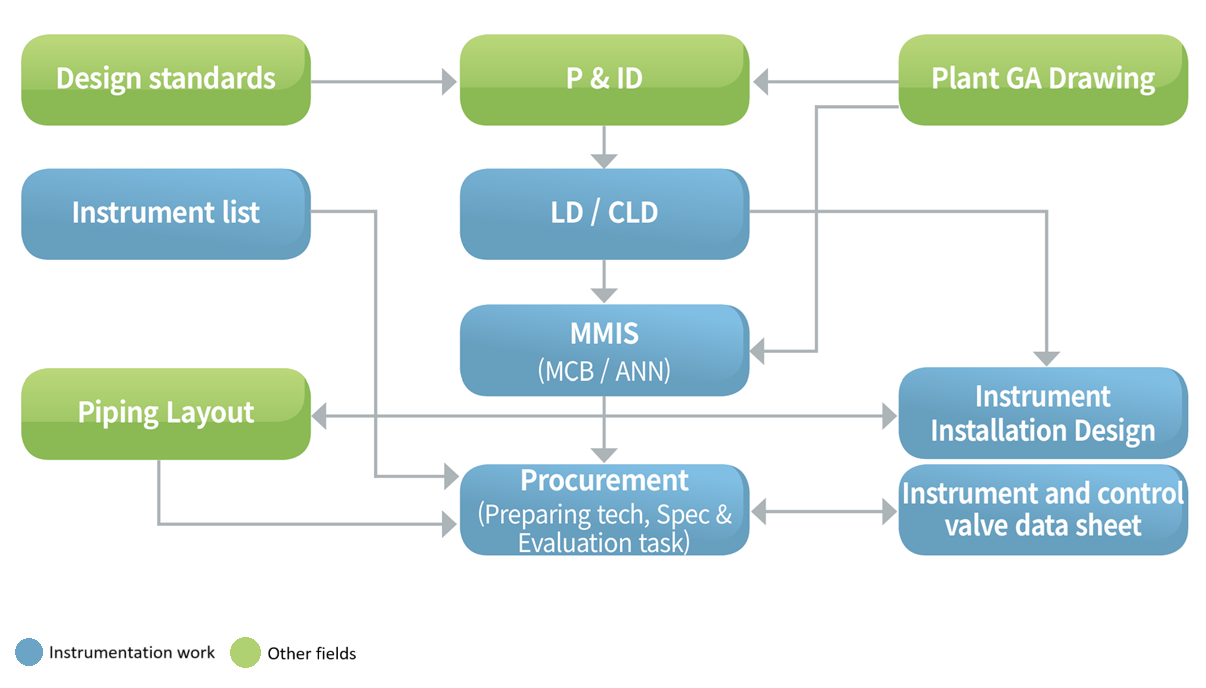 Design standards
P & ID
Plant GA Drawing
Instrument list
LD / CLD
MMIS
(MCB / ANN)
Piping Layout
Instrument
Installation Design
Procurement
(Preparing tech, Spec &
Evaluation task)
Instrument and control
valve data sheet
Instrumentation work
Other fields